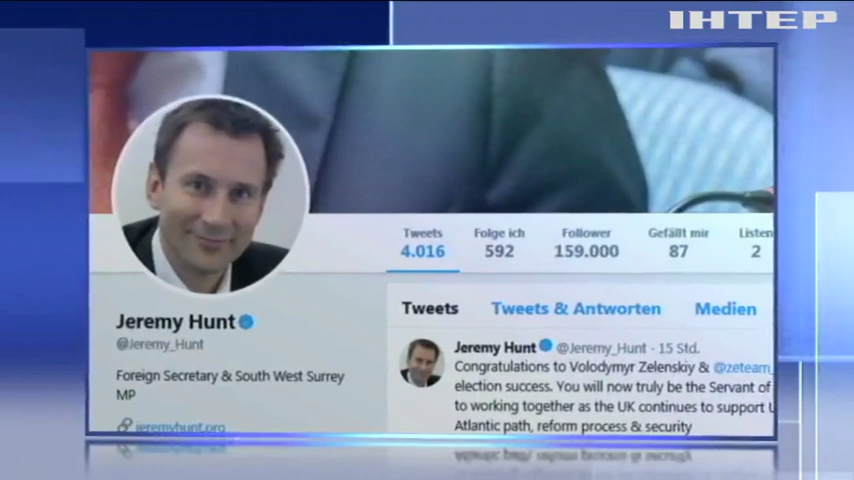 ІНТЕР
Tweets Folge ich Follower Gefällt mir Listen
4.016 592 159.000 87 2
Jeremy Hunt
@Jeremy_Hunt
Foreign Secretary & South West Surrey
MP
jeremyhunt.org
Tweets Tweets & Antworten Medien
Jeremy Hunt @Jeremy_Hunt · 15 Std.
Congratulations to Volodymyr Zelenskiy & @zeteam_
election success. You will now truly be the Servant of
to working together as the UK continues to support
Atlantic path, reform process & security